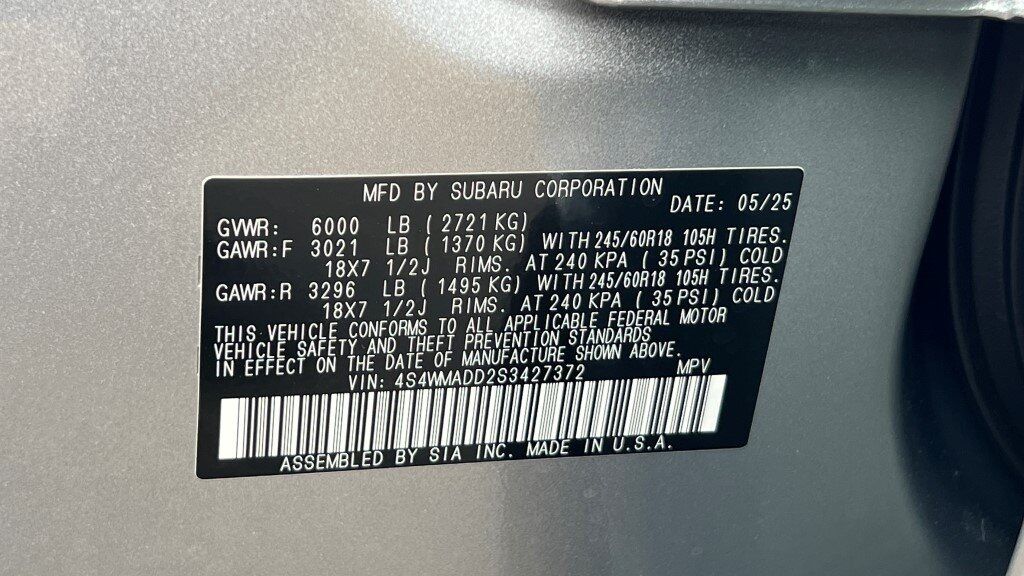 MFD BY SUBARU CORPORATION DATE: 05/25
GVWR: 6000 LB ( 2721 KG)
GAWR:F 3021 LB ( 1370 KG) WITH 245/60R18 105H TIRES.
18X7 1/2J RIMS. AT 240 KPA ( 35 PSI) COLD
GAWR:R 3296 LB ( 1495 KG) WITH 245/60R18 105H TIRES.
18X7 1/2J RIMS. AT 240 KPA ( 35 PSI) COLD
THIS VEHICLE CONFORMS TO ALL APPLICABLE FEDERAL MOTOR
VEHICLE SAFETY AND THEFT PREVENTION STANDARDS
IN EFFECT ON THE DATE OF MANUFACTURE SHOWN ABOVE.
VIN: 4S4WMADD2S3427372 MPV
ASSEMBLED BY SIA INC. MADE IN U.S.A.